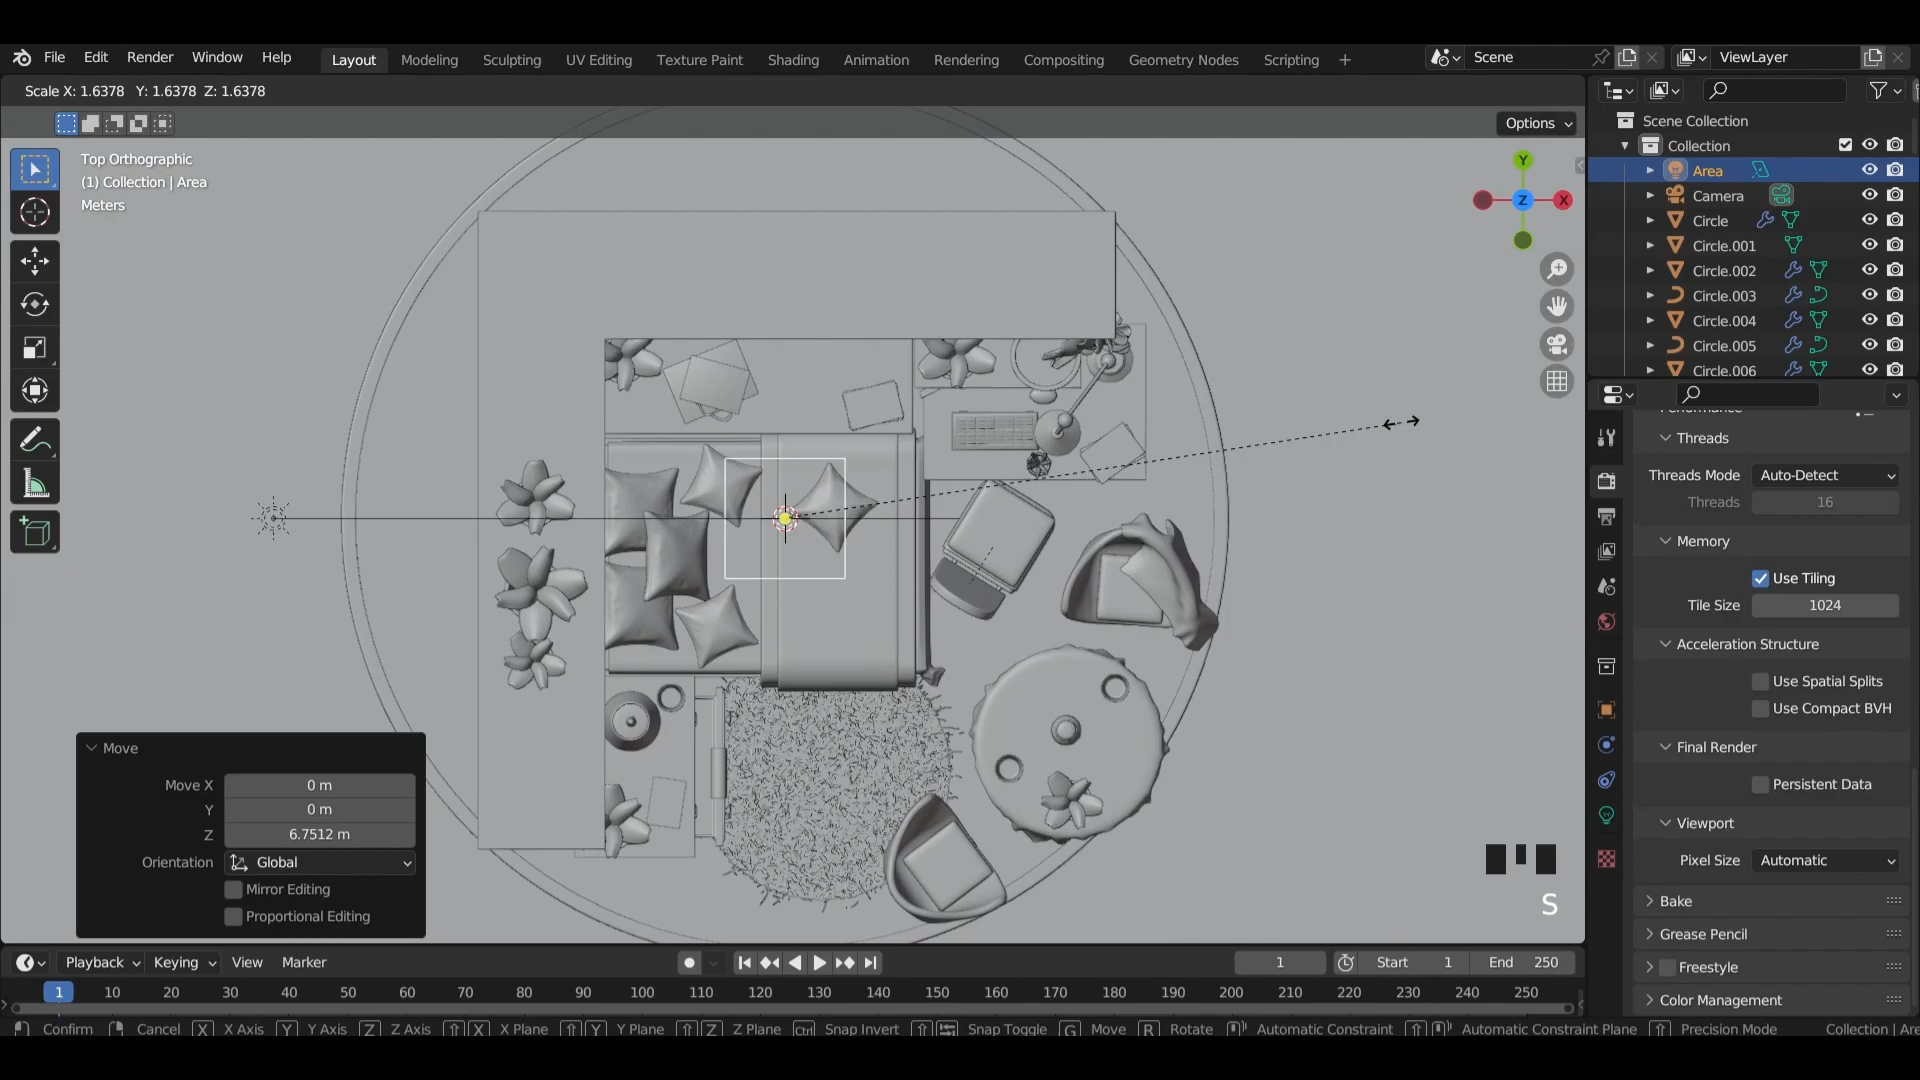 File Edit Render Window Help Layout Modeling Sculpting UV Editing Texture Paint Shading Animation Rendering Compositing Geometry Nodes Scripting + Scene ViewLayer
Scale X: 1.6378 Y: 1.6378 Z: 1.6378
Options
Top Orthographic
(1) Collection | Area
Meters
Y
Z
X
Scene Collection
Collection
Area
Camera
Circle
Circle.001
Circle.002
Circle.003
Circle.004
Circle.005
Circle.006
Threads
Threads Mode Auto-Detect
Threads 16
Memory
Use Tiling
Tile Size 1024
Acceleration Structure
Use Spatial Splits
Use Compact BVH
Final Render
Persistent Data
Viewport
Pixel Size Automatic
Bake
Grease Pencil
Freestyle
Color Management
Move
Move X 0 m
Y 0 m
Z 6.7512 m
Orientation Global
Mirror Editing
Proportional Editing
S
Playback Keying View Marker 1 Start 1 End 250
1 10 20 30 40 50 60 70 80 90 100 110 120 130 140 150 160 170 180 190 200 210 220 230 240 250
Confirm Cancel X X Axis Y Y Axis Z Z Axis X X Plane Y Y Plane Z Z Plane Ctrl Snap Invert Snap Toggle G Move R Rotate Automatic Constraint Automatic Constraint Plane Precision Mode Collection | Are